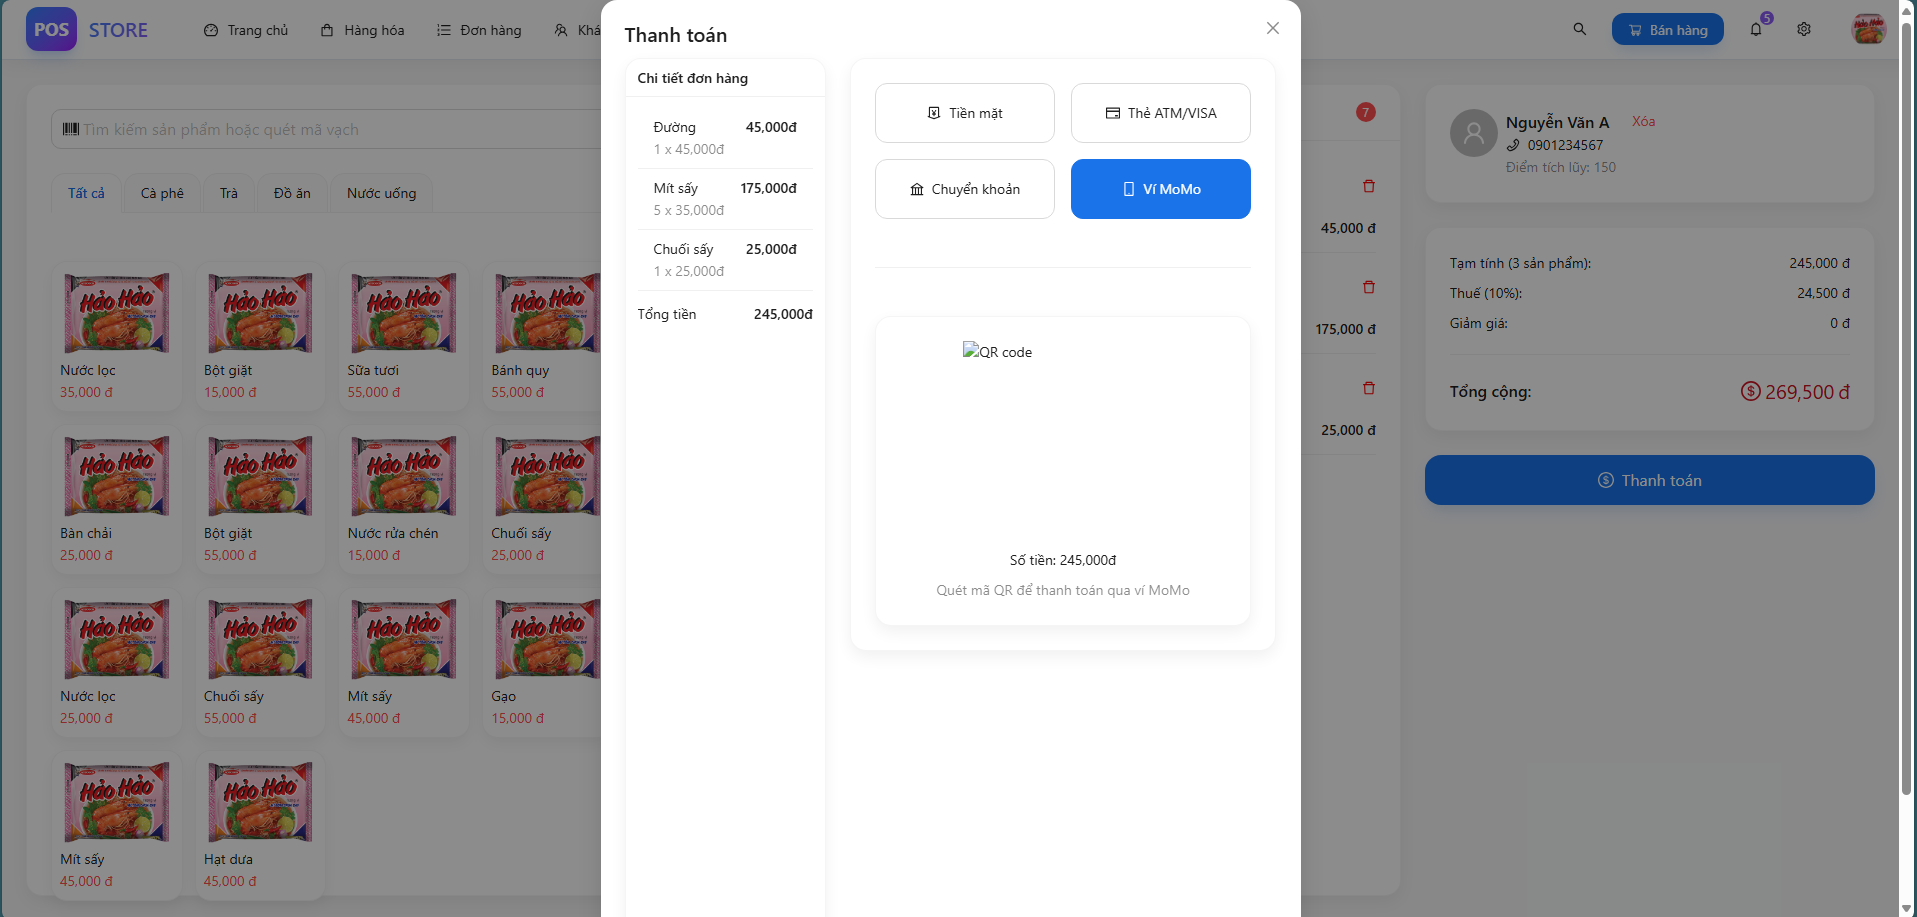 POS STORE
Trang chủ
Hàng hóa
Đơn hàng
Khá
Bán hàng
5
Tìm kiếm sản phẩm hoặc quét mã vạch
Tất cả
Cà phê
Trà
Đồ ăn
Nước uống
Hảo Hảo
Nước lọc
35,000 đ
Hảo Hảo
Bột giặt
15,000 đ
Hảo Hảo
Sữa tươi
55,000 đ
Hảo Hảo
Bánh quy
55,000 đ
Hảo Hảo
Bàn chải
25,000 đ
Hảo Hảo
Bột giặt
55,000 đ
Hảo Hảo
Nước rửa chén
15,000 đ
Hảo Hảo
Chuối sấy
25,000 đ
Hảo Hảo
Nước lọc
25,000 đ
Hảo Hảo
Chuối sấy
55,000 đ
Hảo Hảo
Mít sấy
45,000 đ
Hảo Hảo
Gạo
15,000 đ
Hảo Hảo
Mít sấy
45,000 đ
Hảo Hảo
Hạt dưa
45,000 đ
Thanh toán
Chi tiết đơn hàng
Đường 45,000đ
1 x 45,000đ
Mít sấy 175,000đ
5 x 35,000đ
Chuối sấy 25,000đ
1 x 25,000đ
Tổng tiền 245,000đ
Tiền mặt
Thẻ ATM/VISA
Chuyển khoản
Ví MoMo
QR code
Số tiền: 245,000đ
Quét mã QR để thanh toán qua ví MoMo
7
45,000 đ
175,000 đ
25,000 đ
Nguyễn Văn A Xóa
0901234567
Điểm tích lũy: 150
Tạm tính (3 sản phẩm): 245,000 đ
Thuế (10%): 24,500 đ
Giảm giá: 0 đ
Tổng cộng: 269,500 đ
Thanh toán